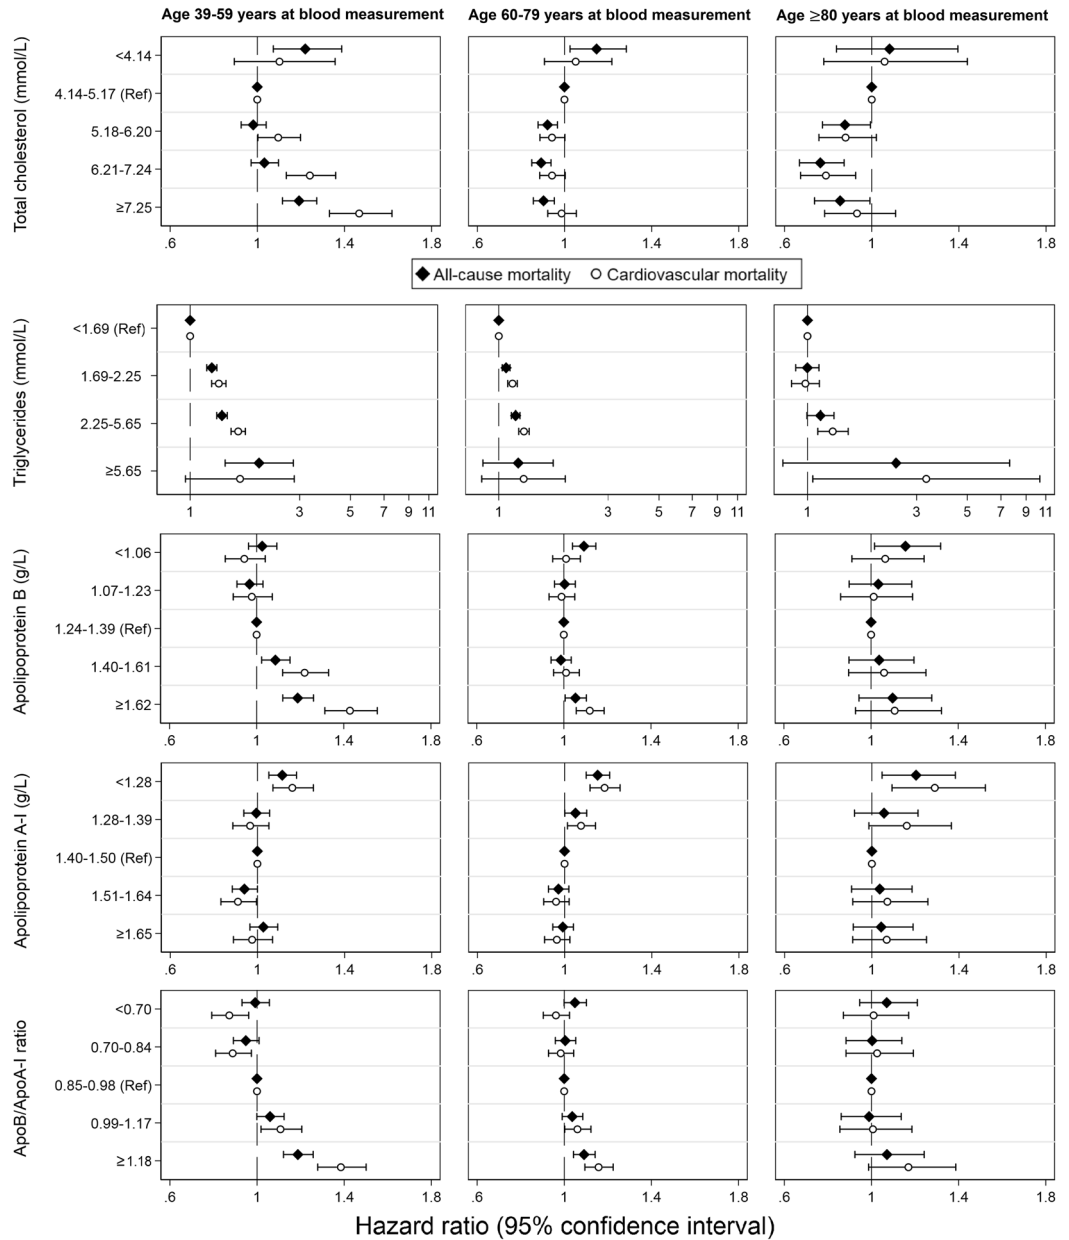 Age 39-59 years at blood measurement
Age 60-79 years at blood measurement
Age ≥80 years at blood measurement
Total cholesterol (mmol/L)
<4.14
4.14-5.17 (Ref)
5.18-6.20
6.21-7.24
≥7.25
.6 1 1.4 1.8
.6 1 1.4 1.8
.6 1 1.4 1.8
All-cause mortality
Cardiovascular mortality
Triglycerides (mmol/L)
<1.69 (Ref)
1.69-2.25
2.25-5.65
≥5.65
1 3 5 7 9 11
1 3 5 7 9 11
1 3 5 7 9 11
Apolipoprotein B (g/L)
<1.06
1.07-1.23
1.24-1.39 (Ref)
1.40-1.61
≥1.62
.6 1 1.4 1.8
.6 1 1.4 1.8
.6 1 1.4 1.8
Apolipoprotein A-I (g/L)
<1.28
1.28-1.39
1.40-1.50 (Ref)
1.51-1.64
≥1.65
.6 1 1.4 1.8
.6 1 1.4 1.8
.6 1 1.4 1.8
ApoB/ApoA-I ratio
<0.70
0.70-0.84
0.85-0.98 (Ref)
0.99-1.17
≥1.18
.6 1 1.4 1.8
.6 1 1.4 1.8
.6 1 1.4 1.8
Hazard ratio (95% confidence interval)